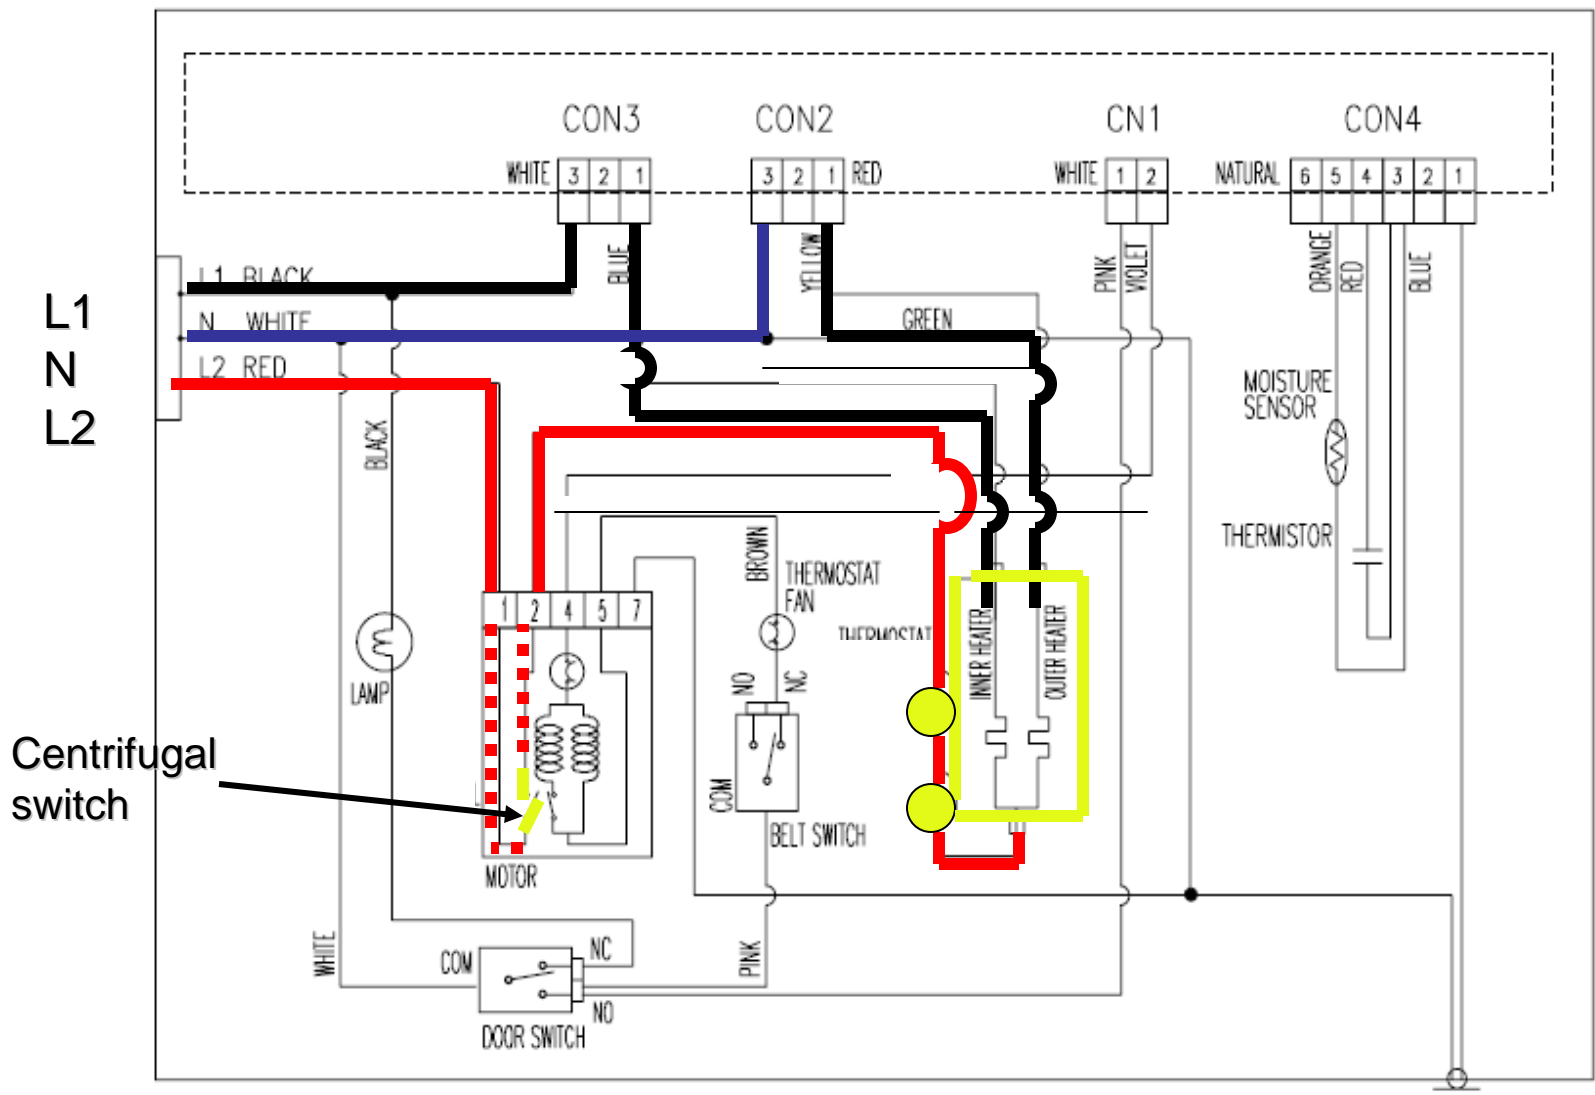 CON3
CON2
CN1
CON4
WHITE 3 2 1
3 2 1 RED
WHITE 1 2
NATURAL 6 5 4 3 2 1
BLUE
YELLOW
PINK
VIOLET
ORANGE
RED
BLUE
L1 BLACK
L1
N WHITE
GREEN
N
L2 RED
L2
BLACK
MOISTURE
SENSOR
THERMISTOR
BROWN
THERMOSTAT
FAN
1 2 4 5 7
THERMOSTAT
INNER HEATER
OUTER HEATER
LAMP
NO
NC
Centrifugal
switch
COM
BELT SWITCH
MOTOR
WHITE
COM
NC
PINK
NO
DOOR SWITCH